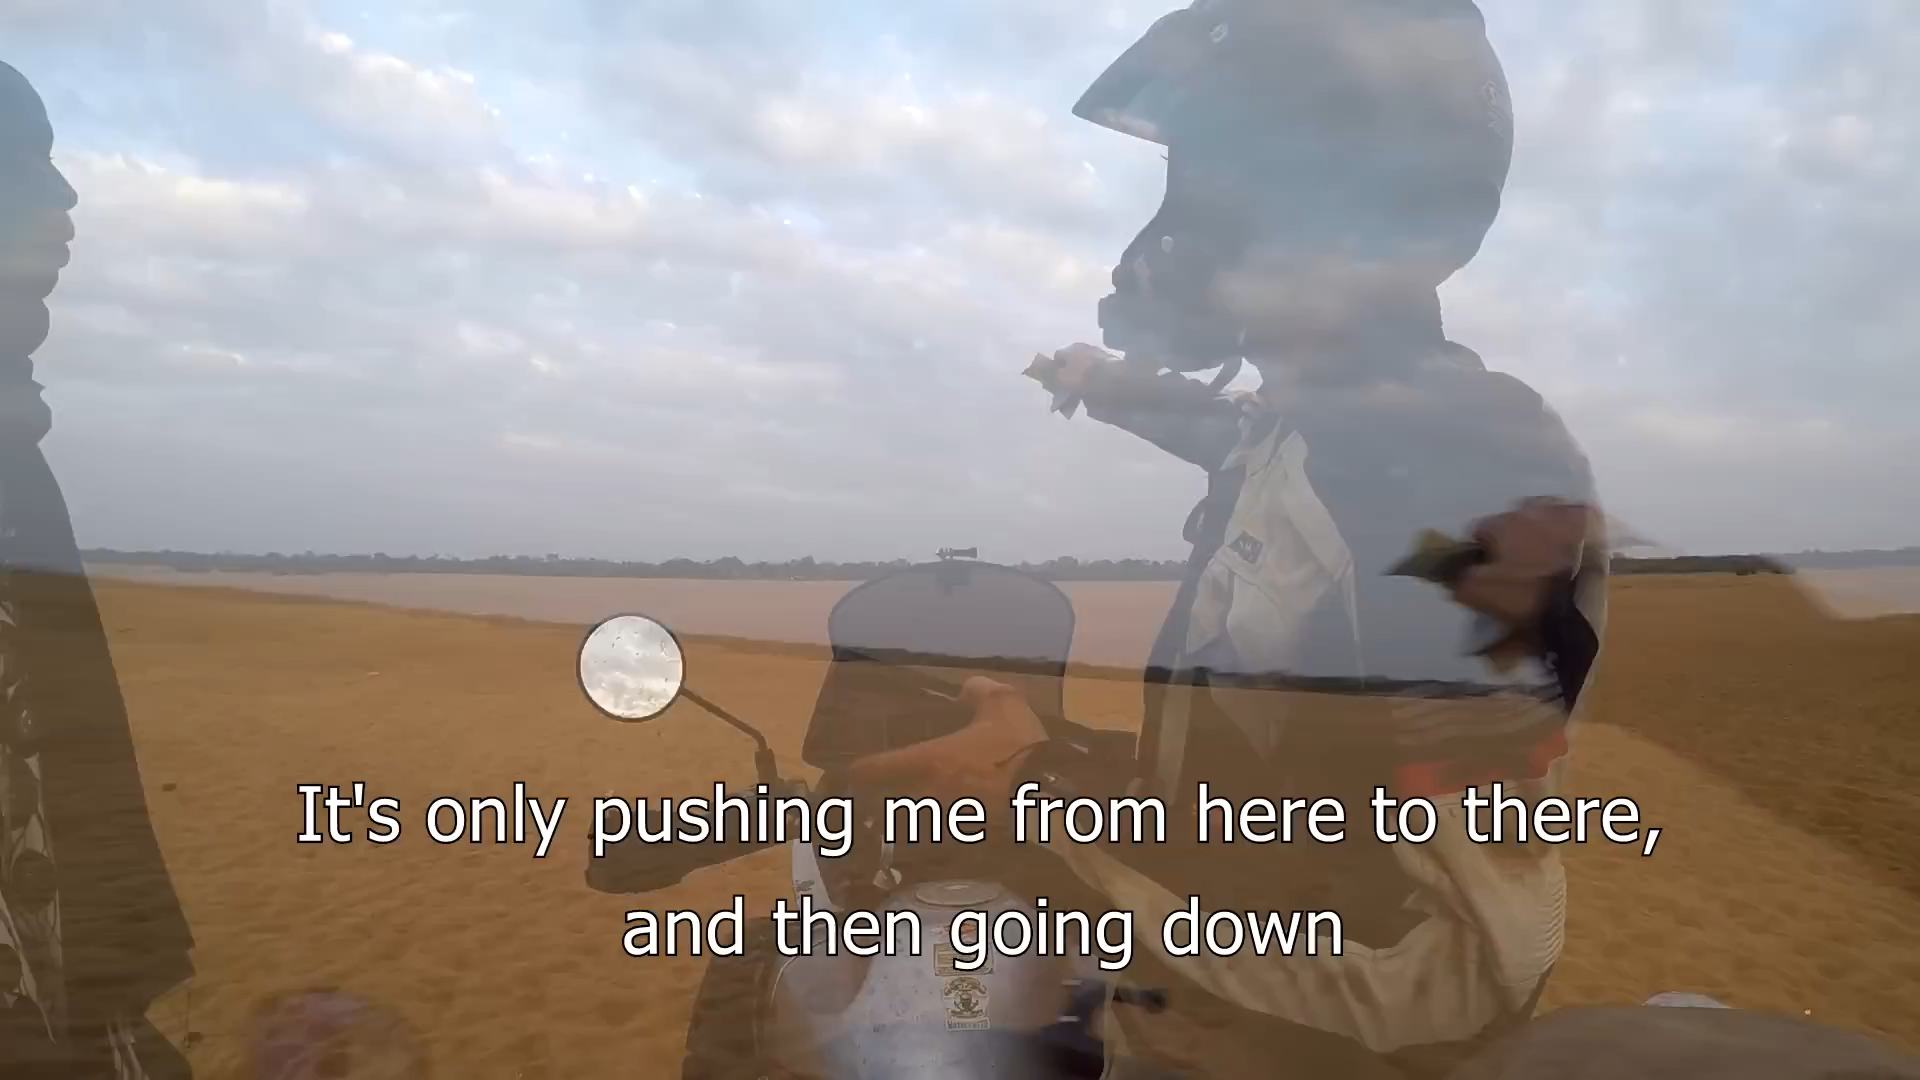 It's only pushing me from here to there,
and then going down